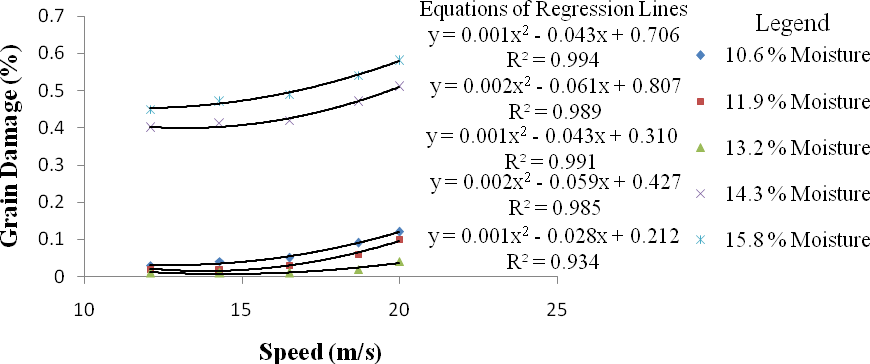 Equations of Regression Lines
y = 0.001x² - 0.043x + 0.706
R² = 0.994
y = 0.002x² - 0.061x + 0.807
R² = 0.989
y = 0.001x² - 0.043x + 0.310
R² = 0.991
y = 0.002x² - 0.059x + 0.427
R² = 0.985
y = 0.001x² - 0.028x + 0.212
R² = 0.934
Legend
10.6 % Moisture
11.9 % Moisture
13.2 % Moisture
14.3 % Moisture
15.8 % Moisture
Grain Damage (%)
0.7
0.6
0.5
0.4
0.3
0.2
0.1
0
10
15
20
25
Speed (m/s)